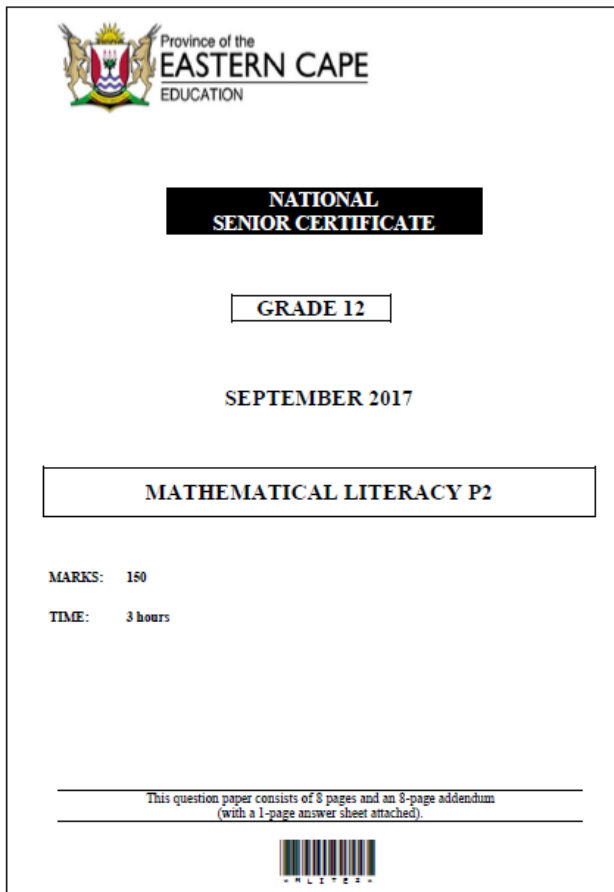 Province of the
EASTERN CAPE
EDUCATION
NATIONAL
SENIOR CERTIFICATE
GRADE 12
SEPTEMBER 2017
MATHEMATICAL LITERACY P2
MARKS: 150
TIME: 3 hours
This question paper consists of 8 pages and an 8-page addendum
(with a 1-page answer sheet attached).